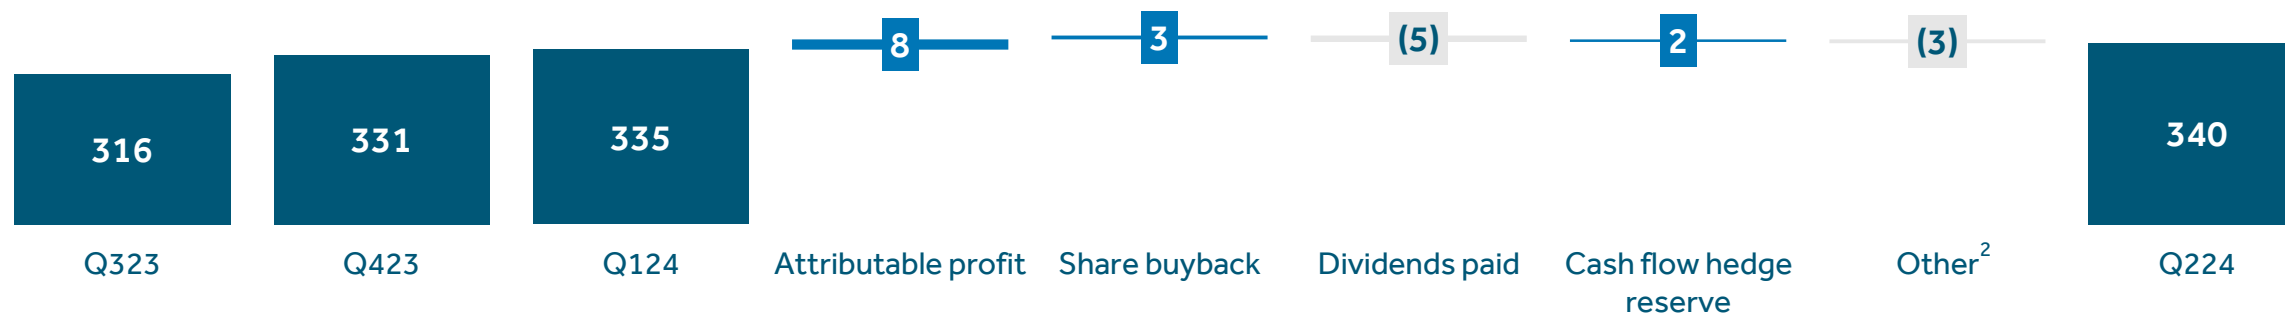 8
3
(5)
2
(3)
316
331
335
340
Q323
Q423
Q124
Attributable profit
Share buyback
Dividends paid
Cash flow hedge
reserve
Other²
Q224